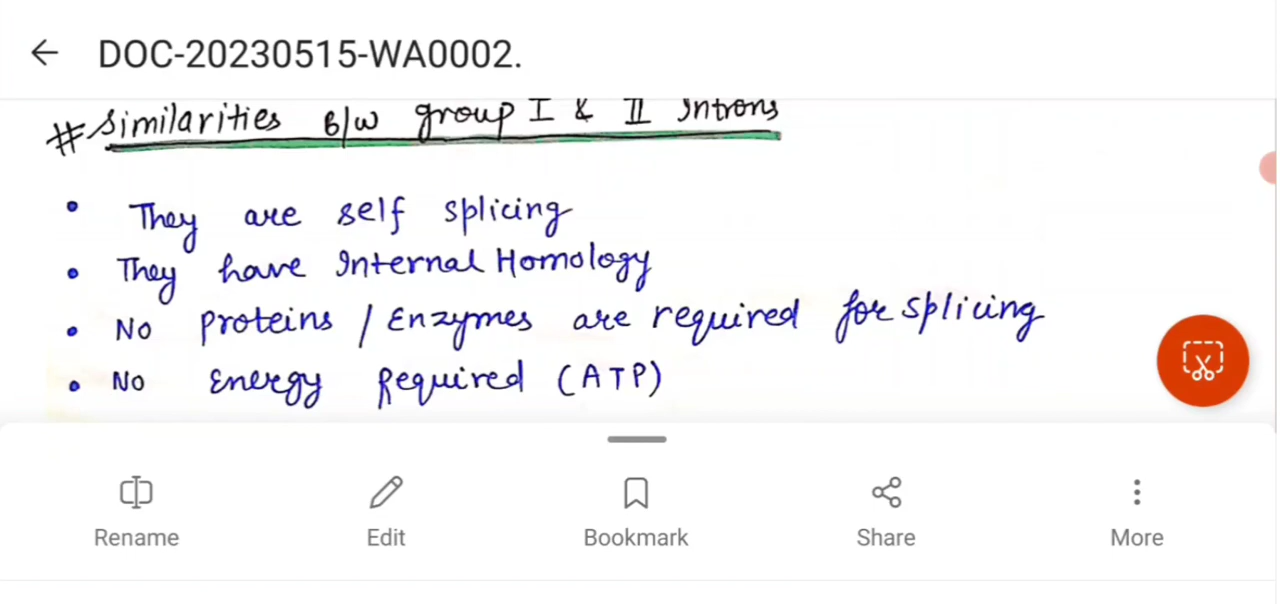 DOC-20230515-WA0002.
# Similarities b/w group I & II Introns
• They are self splicing
• They have Internal Homology
• No proteins / Enzymes are required for splicing
• No Energy Required (ATP)
Rename Edit Bookmark Share More